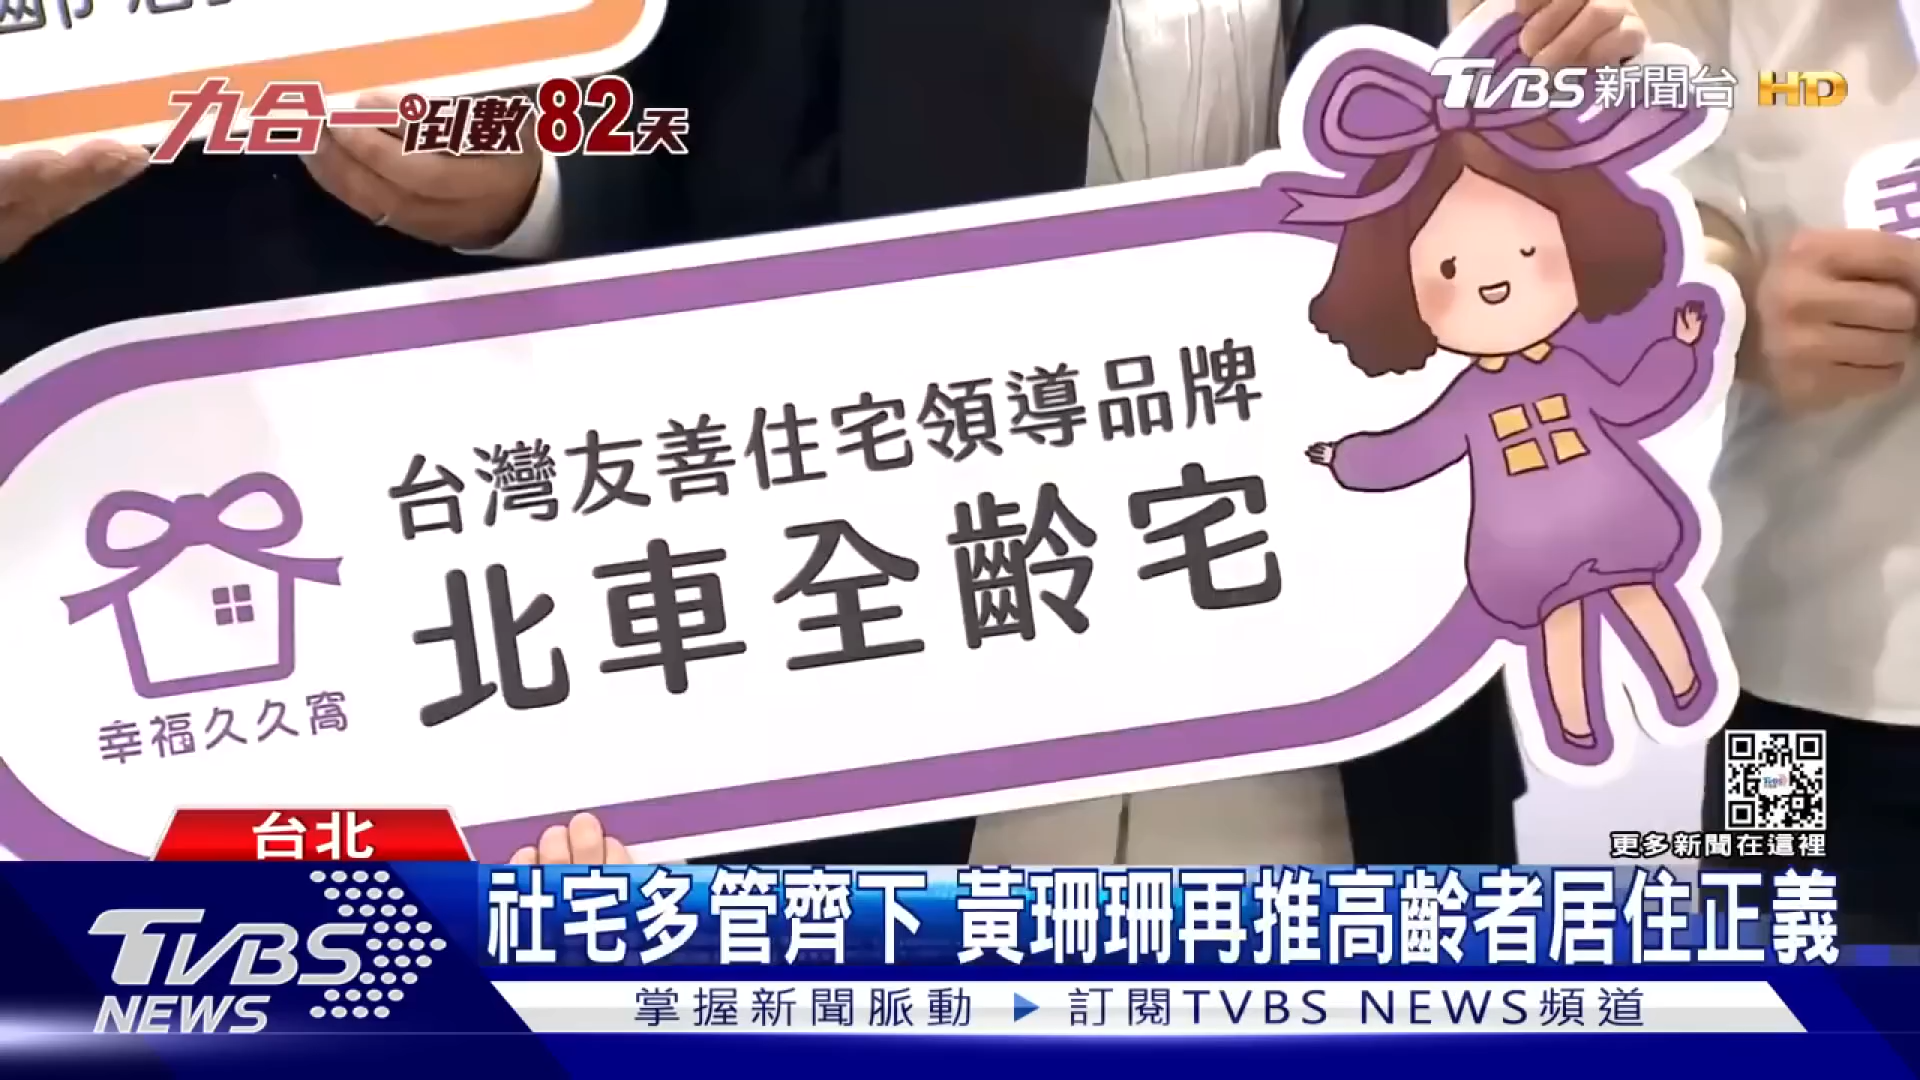 九合一倒數82天
TVBS新聞台 HD
台灣友善住宅領導品牌
北車全齡宅
幸福久久窩
更多新聞在這裡
台北
TVBS NEWS
社宅多管齊下 黃珊珊再推高齡者居住正義
掌握新聞脈動 ▶ 訂閱TVBS NEWS頻道